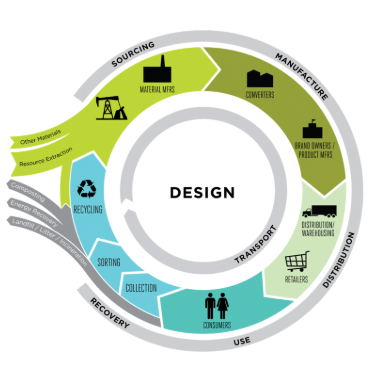 SOURCING
MANUFACTURE
MATERIAL MFRS
CONVERTERS
BRAND OWNERS /
PRODUCT MFRS
Other Materials
Resource Extraction
Composting
Energy Recovery
Landfill / Litter / Incineration
RECYCLING
DESIGN
DISTRIBUTION/
WAREHOUSING
TRANSPORT
SORTING
RETAILERS
DISTRIBUTION
COLLECTION
CONSUMERS
RECOVERY
USE